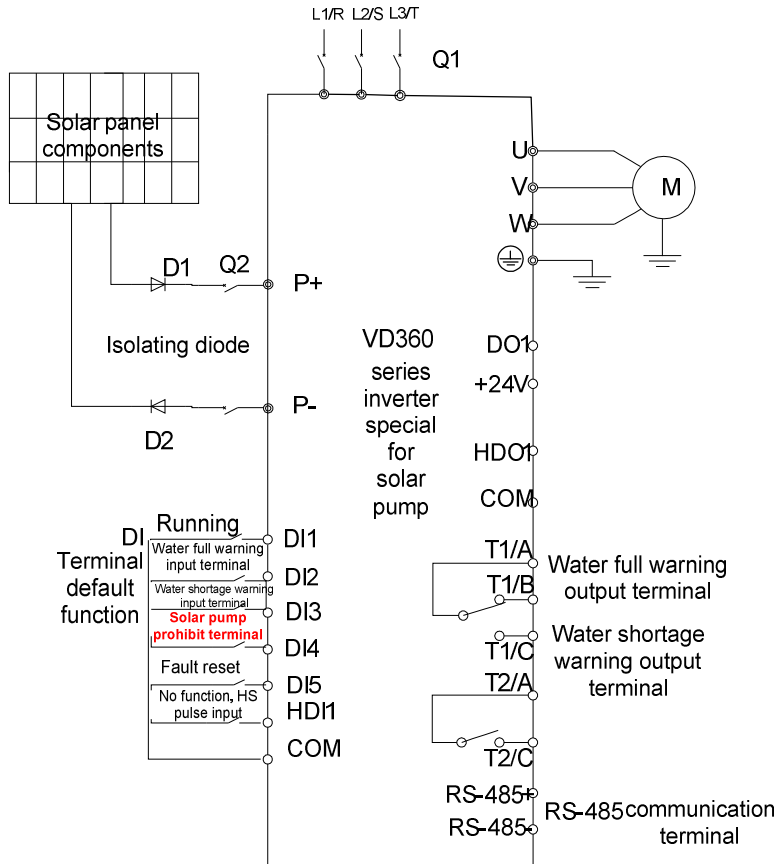 L1/R L2/S L3/T
Q1
Solar panel
components
U
V
W
M
D1
Q2
P+
Isolating diode
P-
D2
VD360
series
inverter
special
for
solar
pump
DO1
+24V
HDO1
COM
DI
Terminal
default
function
Running
DI1
Water full warning
input terminal
DI2
Water shortage warning
input terminal
DI3
Solar pump
prohibit terminal
DI4
Fault reset
DI5
No function, HS
pulse input
HDI1
COM
T1/A
T1/B
Water full warning
output terminal
T1/C
Water shortage
warning output
terminal
T2/A
T2/C
RS-485+
RS-485-
RS-485 communication
terminal